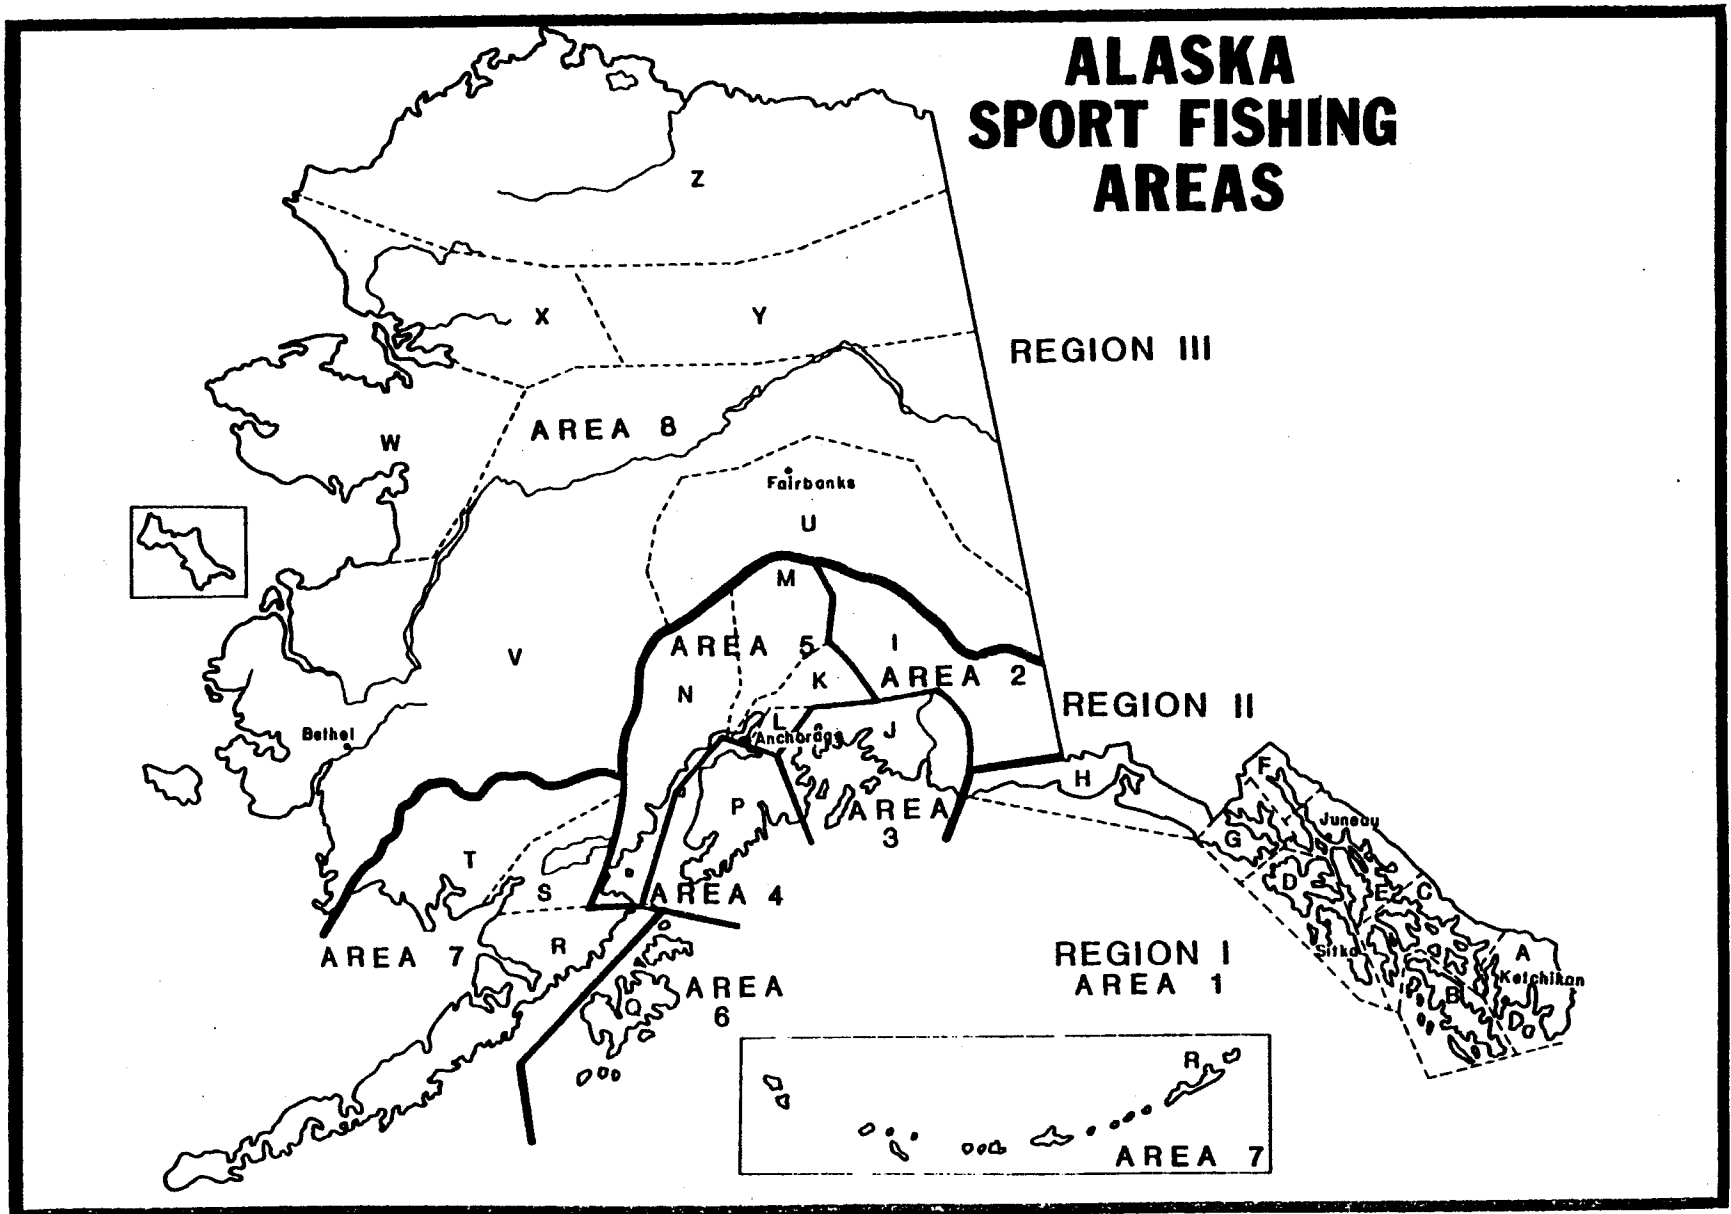 ALASKA
SPORT FISHING
AREAS
Z
X
Y
REGION III
AREA 8
W
Fairbanks
U
M
AREA 5
I
V
N
K
AREA 2
REGION II
L
Anchorage
J
Bethel
H
F
P
AREA
3
Juneau
G
T
S
D
E
C
AREA 4
AREA 7
R
REGION I
AREA 1
Sitka
A
Ketchikan
AREA
6
Q
B
R
AREA 7